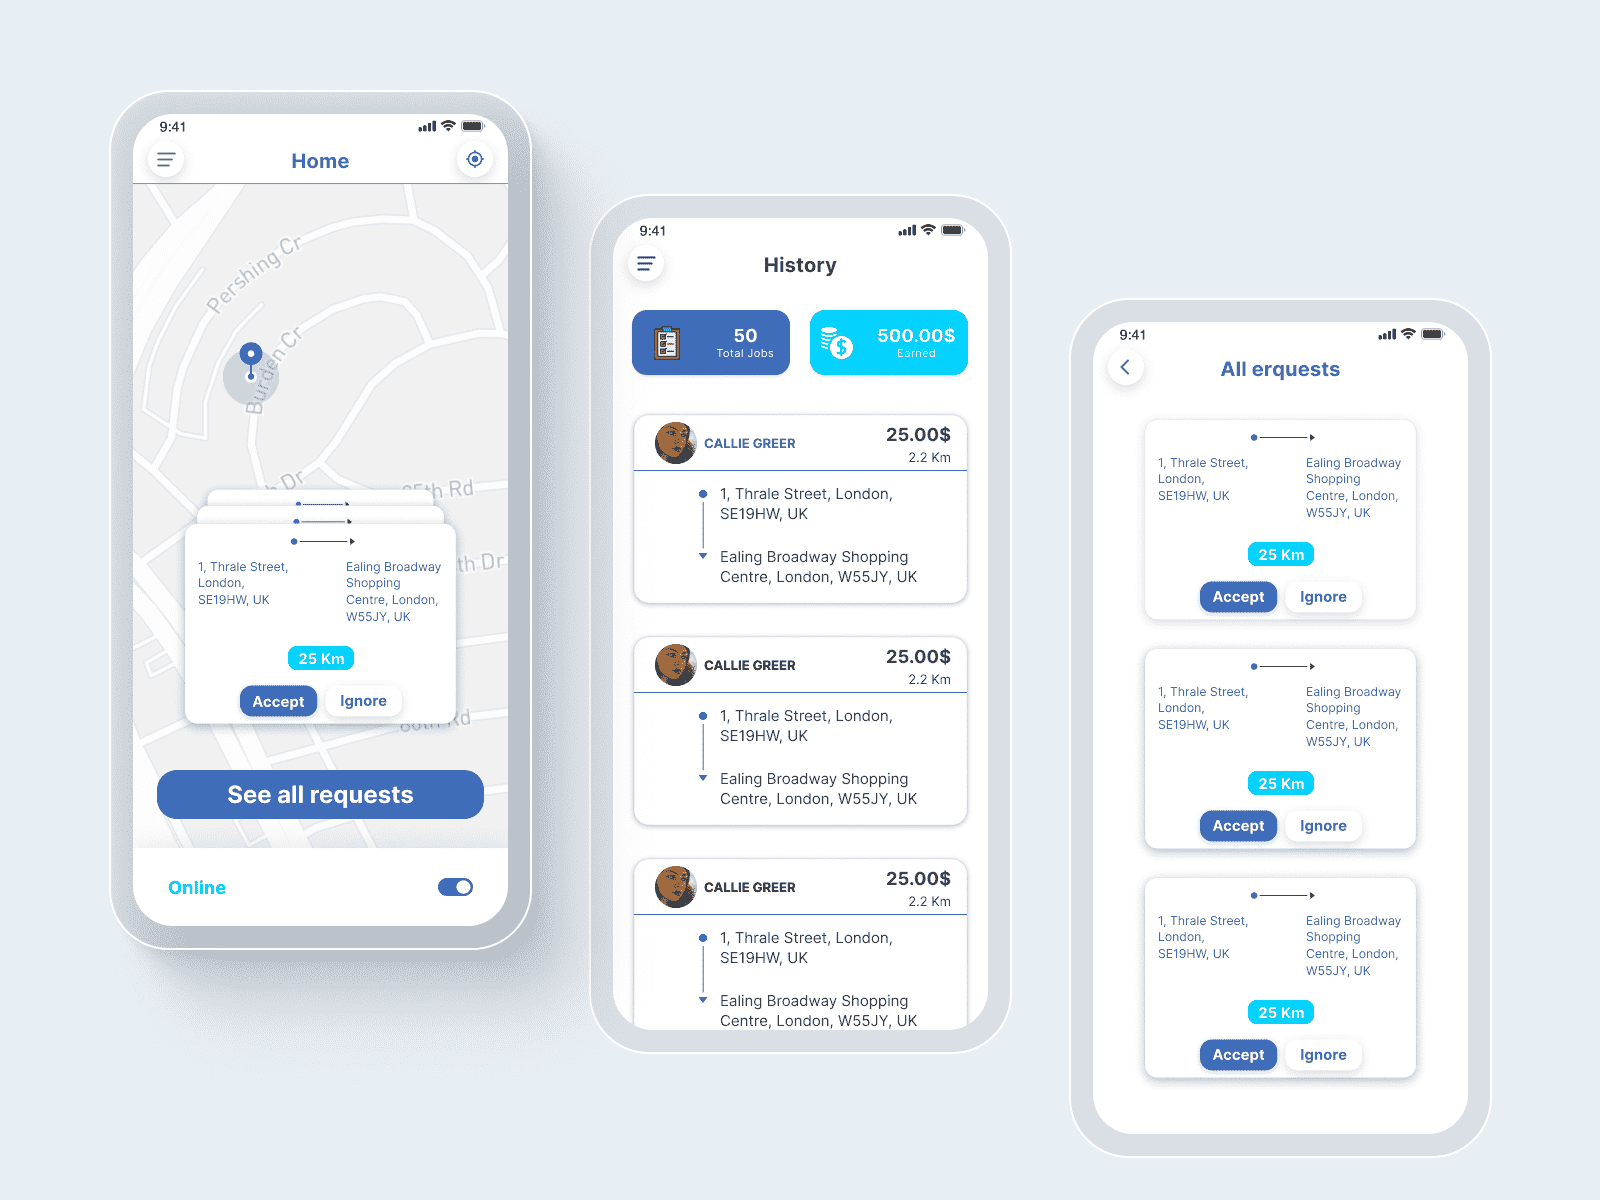 9:41
Home
Pershing Cr
Burden Cr
Dr
85th Rd
th Dr
86th Rd
1, Thrale Street,
London,
SE19HW, UK
Ealing Broadway
Shopping
Centre, London,
W55JY, UK
25 Km
Accept
Ignore
See all requests
Online
9:41
History
50
Total Jobs
500.00$
Earned
CALLIE GREER
25.00$
2.2 Km
1, Thrale Street, London,
SE19HW, UK
Ealing Broadway Shopping
Centre, London, W55JY, UK
CALLIE GREER
25.00$
2.2 Km
1, Thrale Street, London,
SE19HW, UK
Ealing Broadway Shopping
Centre, London, W55JY, UK
CALLIE GREER
25.00$
2.2 Km
1, Thrale Street, London,
SE19HW, UK
Ealing Broadway Shopping
Centre, London, W55JY, UK
9:41
All erquests
1, Thrale Street,
London,
SE19HW, UK
Ealing Broadway
Shopping
Centre, London,
W55JY, UK
25 Km
Accept
Ignore
1, Thrale Street,
London,
SE19HW, UK
Ealing Broadway
Shopping
Centre, London,
W55JY, UK
25 Km
Accept
Ignore
1, Thrale Street,
London,
SE19HW, UK
Ealing Broadway
Shopping
Centre, London,
W55JY, UK
25 Km
Accept
Ignore